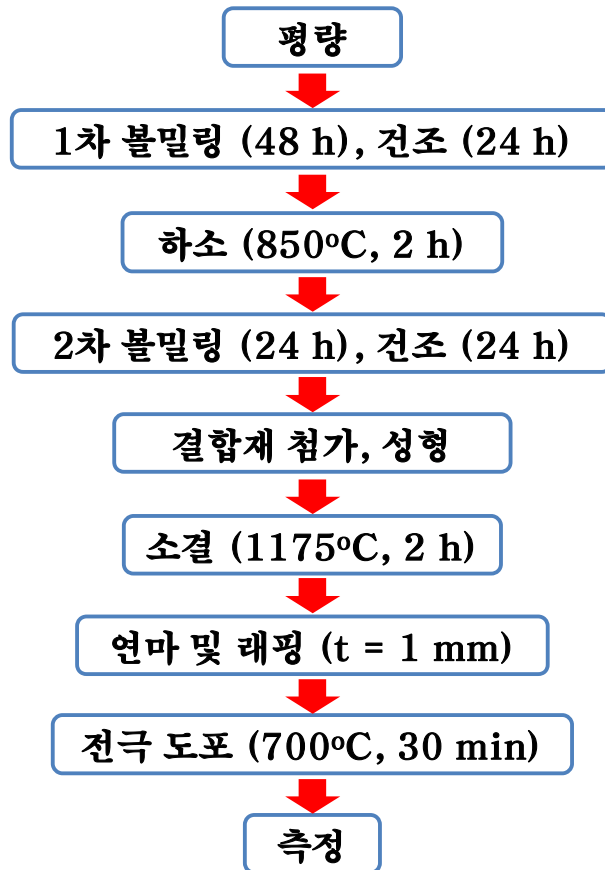 평량
1차 볼밀링 (48 h), 건조 (24 h)
하소 (850oC, 2 h)
2차 볼밀링 (24 h), 건조 (24 h)
결합재 첨가, 성형
소결 (1175oC, 2 h)
연마 및 래핑 (t = 1 mm)
전극 도포 (700oC, 30 min)
측정